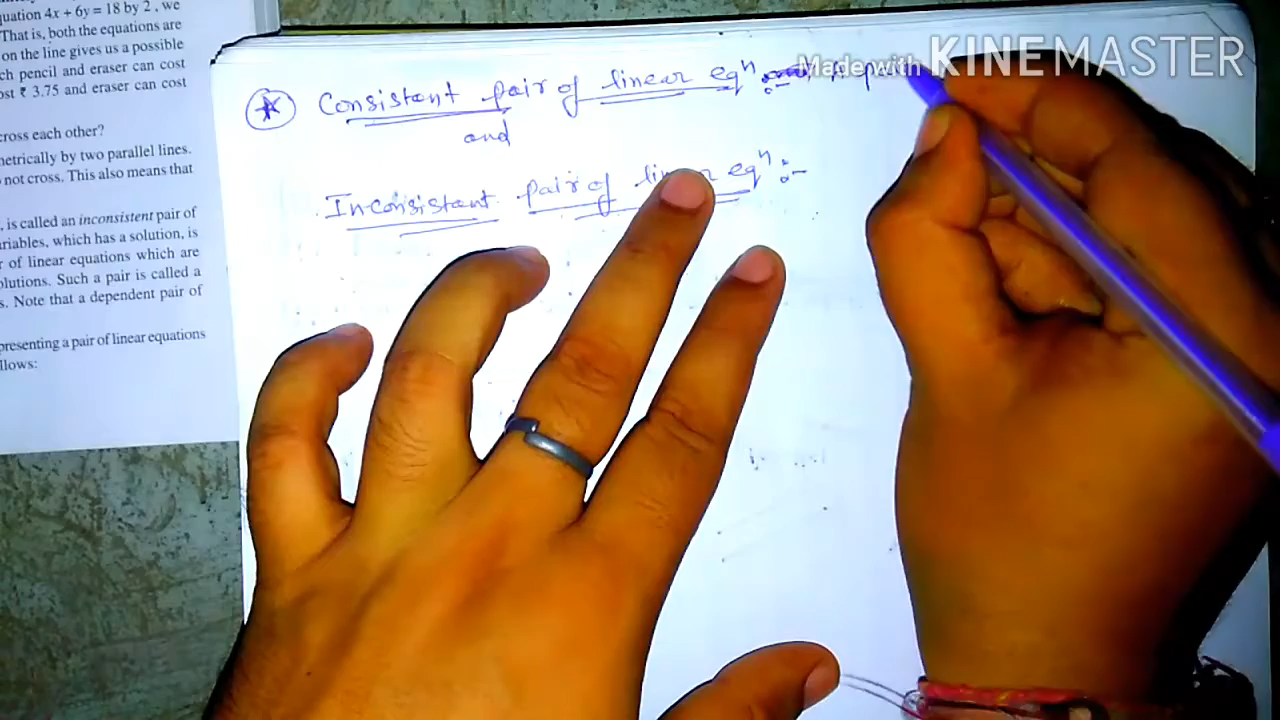 quation 4x + 6y = 18 by 2 , we
That is, both the equations are
on the line gives us a possible
ch pencil and eraser can cost
ost ₹ 3.75 and eraser can cost
cross each other?
netrically by two parallel lines.
not cross. This also means that
, is called an inconsistent pair of
riables, which has a solution, is
r of linear equations which are
olutions. Such a pair is called a
s. Note that a dependent pair of
presenting a pair of linear equations
llows:
Made with KINEMASTER
* Consistent pair of linear eqⁿ :- A
and
Inconsistent pair of eqⁿ :-